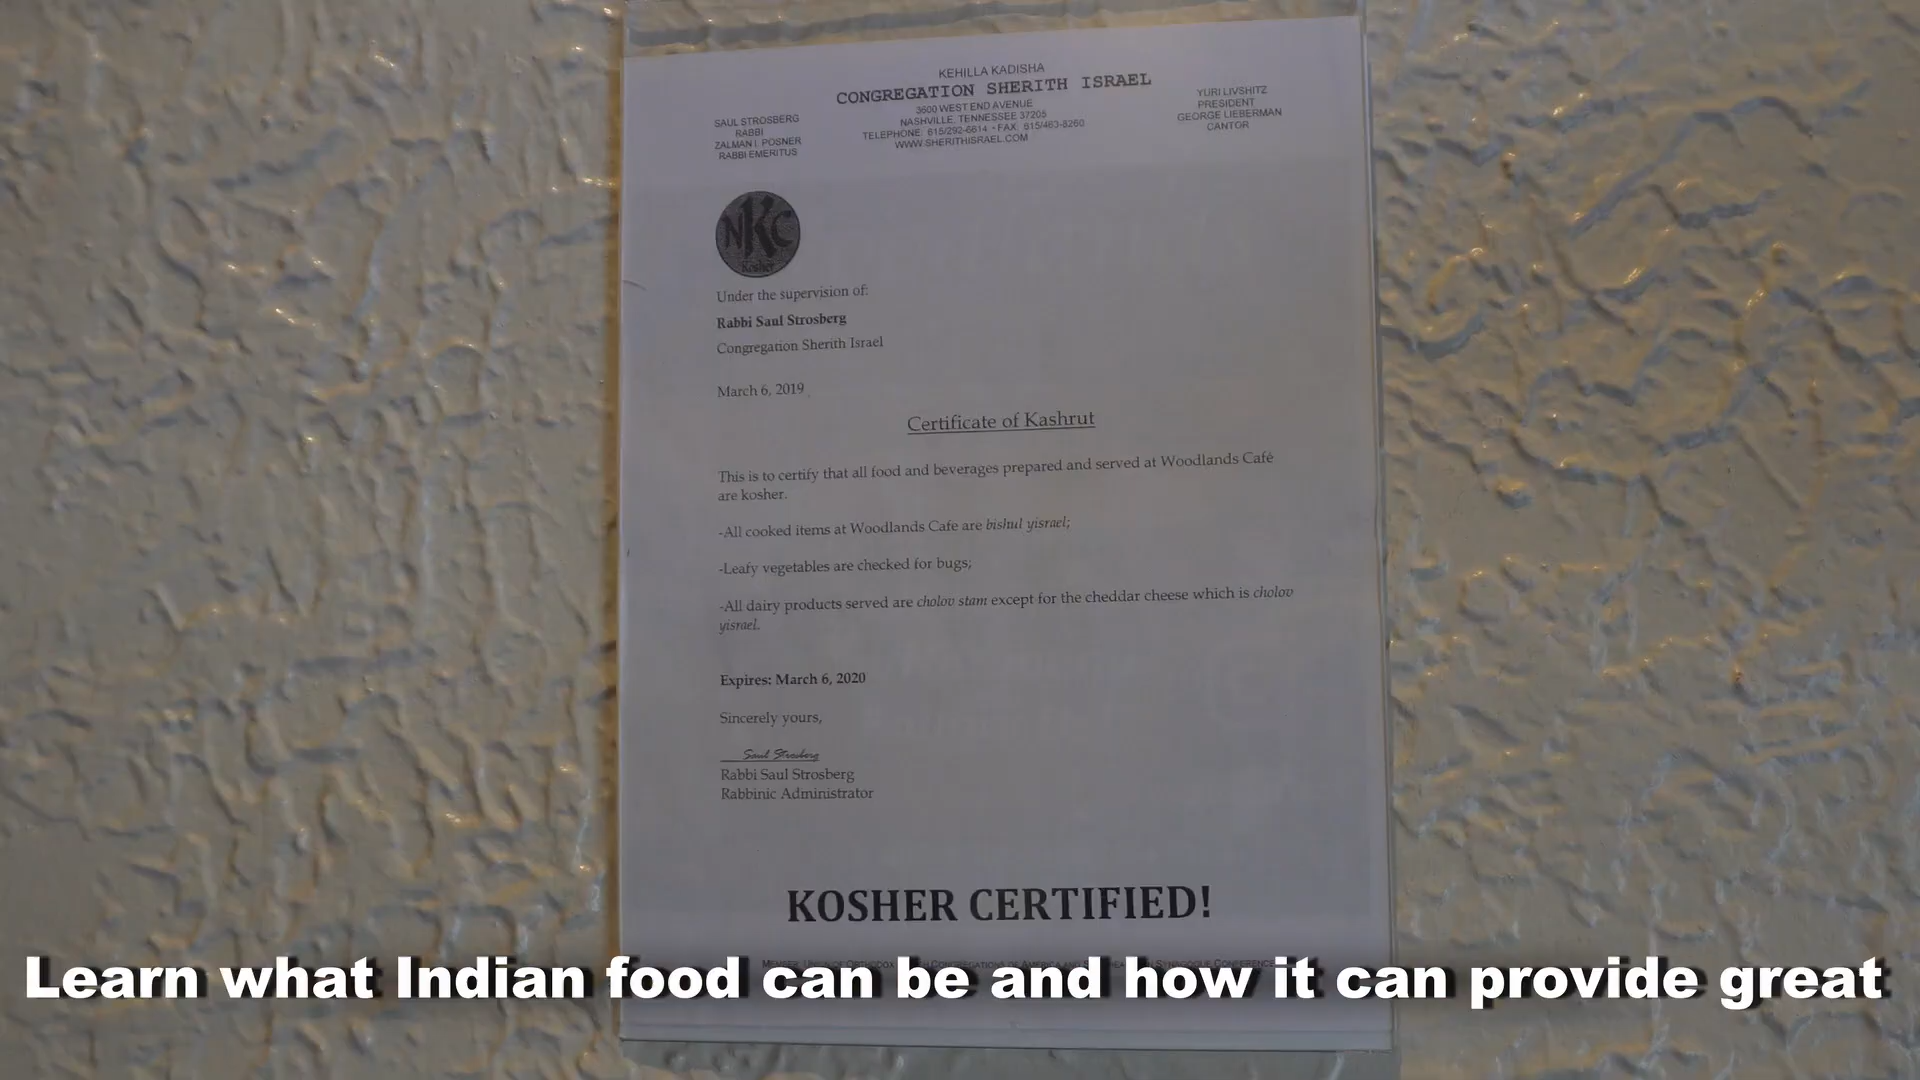 KEHILLA KADISHA
CONGREGATION SHERITH ISRAEL
3600 WEST END AVENUE
NASHVILLE, TENNESSEE 37205
TELEPHONE: 615/292-6614 • FAX: 615/463-8260
WWW.SHERITHISRAEL.COM
SAUL STROSBERG
RABBI
ZALMAN I. POSNER
RABBI EMERITUS
YURI LIVSHITZ
PRESIDENT
GEORGE LIEBERMAN
CANTOR
NKC
Kosher
Under the supervision of:
Rabbi Saul Strosberg
Congregation Sherith Israel
March 6, 2019
Certificate of Kashrut
This is to certify that all food and beverages prepared and served at Woodlands Café
are kosher.
-All cooked items at Woodlands Cafe are bishul yisrael;
-Leafy vegetables are checked for bugs;
-All dairy products served are cholov stam except for the cheddar cheese which is cholov
yisrael.
Expires: March 6, 2020
Sincerely yours,
Saul Strosberg
Rabbi Saul Strosberg
Rabbinic Administrator
KOSHER CERTIFIED!
Learn what Indian food can be and how it can provide great